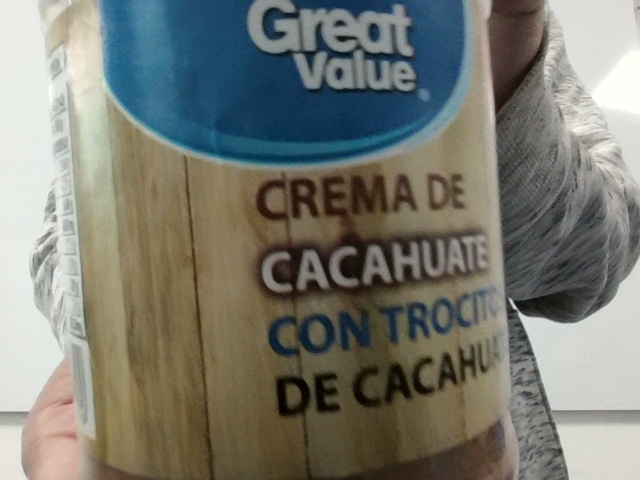 Great
Value
CREMA DE
CACAHUATE
CON TROCITO
DE CACAHUA